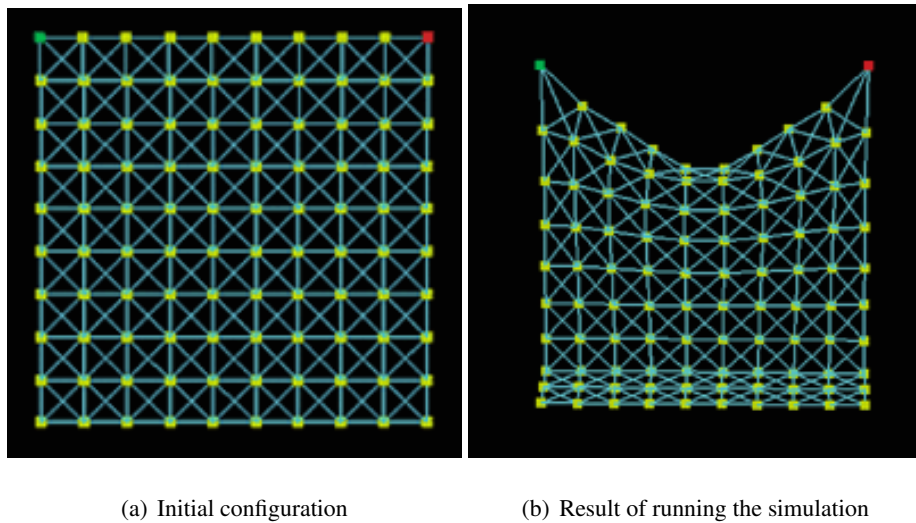 (a) Initial configuration
(b) Result of running the simulation